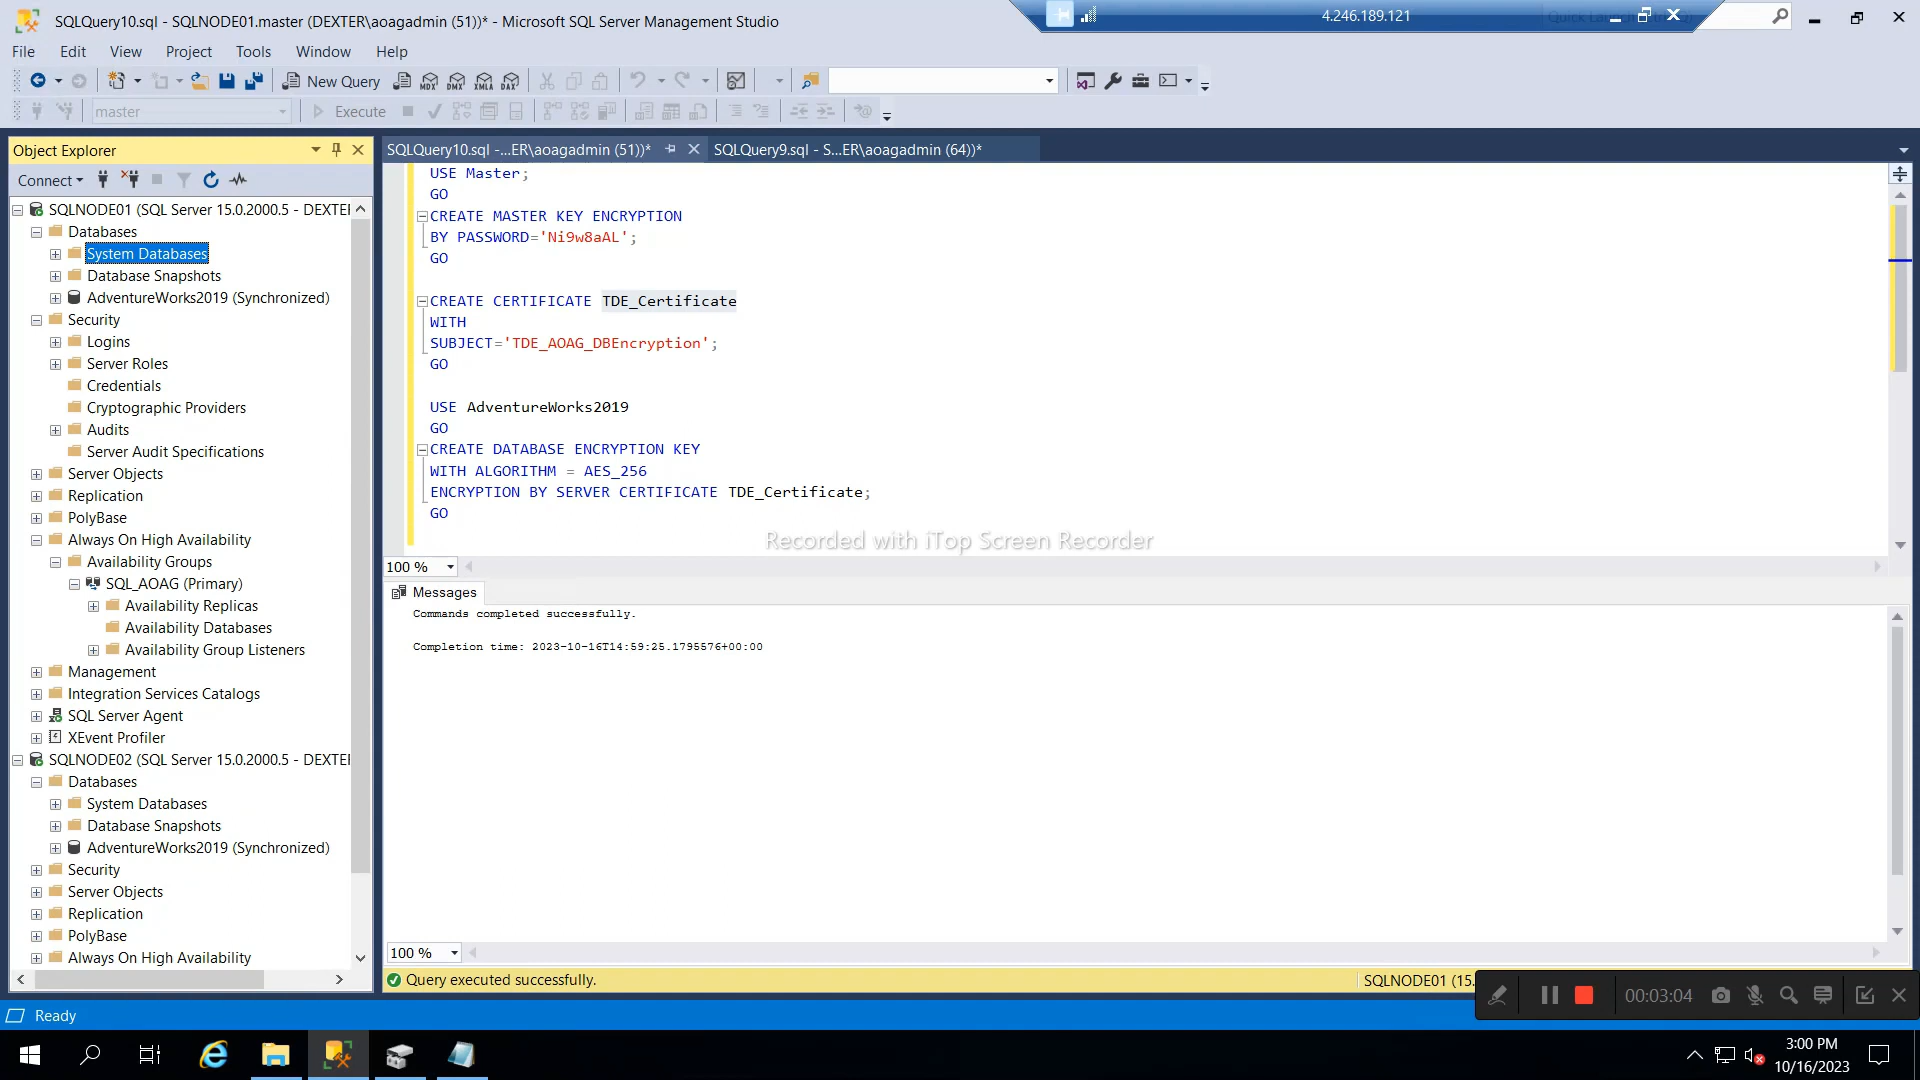 SQLQuery10.sql - SQLNODE01.master (DEXTER\aoagadmin (51))* - Microsoft SQL Server Management Studio
4.246.189.121
File Edit View Project Tools Window Help
New Query
MDX DMX XMLA DAX
master
Execute
Object Explorer
SQLQuery10.sql -...ER\aoagadmin (51))*
SQLQuery9.sql - S...ER\aoagadmin (64))*
Connect
SQLNODE01 (SQL Server 15.0.2000.5 - DEXTE
Databases
System Databases
Database Snapshots
AdventureWorks2019 (Synchronized)
Security
Logins
Server Roles
Credentials
Cryptographic Providers
Audits
Server Audit Specifications
Server Objects
Replication
PolyBase
Always On High Availability
Availability Groups
SQL_AOAG (Primary)
Availability Replicas
Availability Databases
Availability Group Listeners
Management
Integration Services Catalogs
SQL Server Agent
XEvent Profiler
SQLNODE02 (SQL Server 15.0.2000.5 - DEXTE
Databases
System Databases
Database Snapshots
AdventureWorks2019 (Synchronized)
Security
Server Objects
Replication
PolyBase
Always On High Availability
USE Master;
GO
CREATE MASTER KEY ENCRYPTION
BY PASSWORD='Ni9w8aAL';
GO
CREATE CERTIFICATE TDE_Certificate
WITH
SUBJECT='TDE_AOAG_DBEncryption';
GO
USE AdventureWorks2019
GO
CREATE DATABASE ENCRYPTION KEY
WITH ALGORITHM = AES_256
ENCRYPTION BY SERVER CERTIFICATE TDE_Certificate;
GO
Recorded with iTop Screen Recorder
100 %
Messages
Commands completed successfully.
Completion time: 2023-10-16T14:59:25.1795576+00:00
100 %
Query executed successfully.
SQLNODE01 (15.
00:03:04
Ready
3:00 PM
10/16/2023